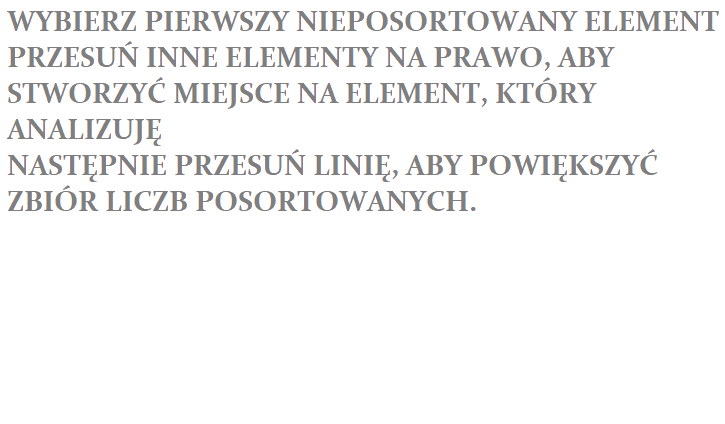 WYBIERZ PIERWSZY NIEPOSORTOWANY ELEMENT
PRZESUŃ INNE ELEMENTY NA PRAWO, ABY
STWORZYĆ MIEJSCE NA ELEMENT, KTÓRY
ANALIZUJĘ
NASTĘPNIE PRZESUŃ LINIĘ, ABY POWIĘKSZYĆ
ZBIÓR LICZB POSORTOWANYCH.